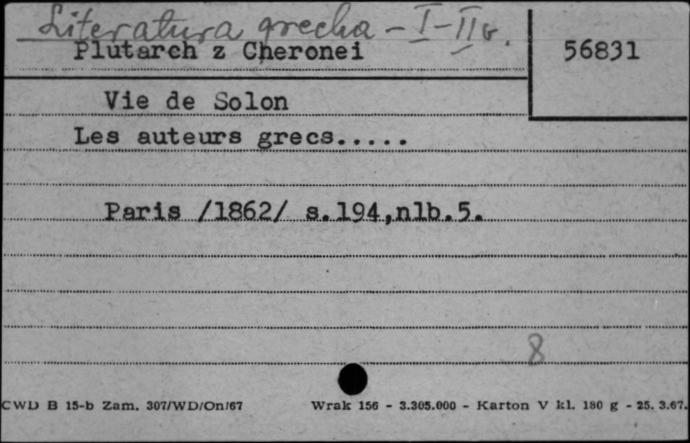 Literatura grecka - I-II w.
Plutarch z Cheronei
56831
Vie de Solon
Les auteurs grecs.....
Paris /1862/ s.194,nlb.5.
8
CWD B 15-b Zam. 307/WD/On/67 Wrak 156 - 3.305.000 - Karton V kl. 180 g - 25. 3.67.